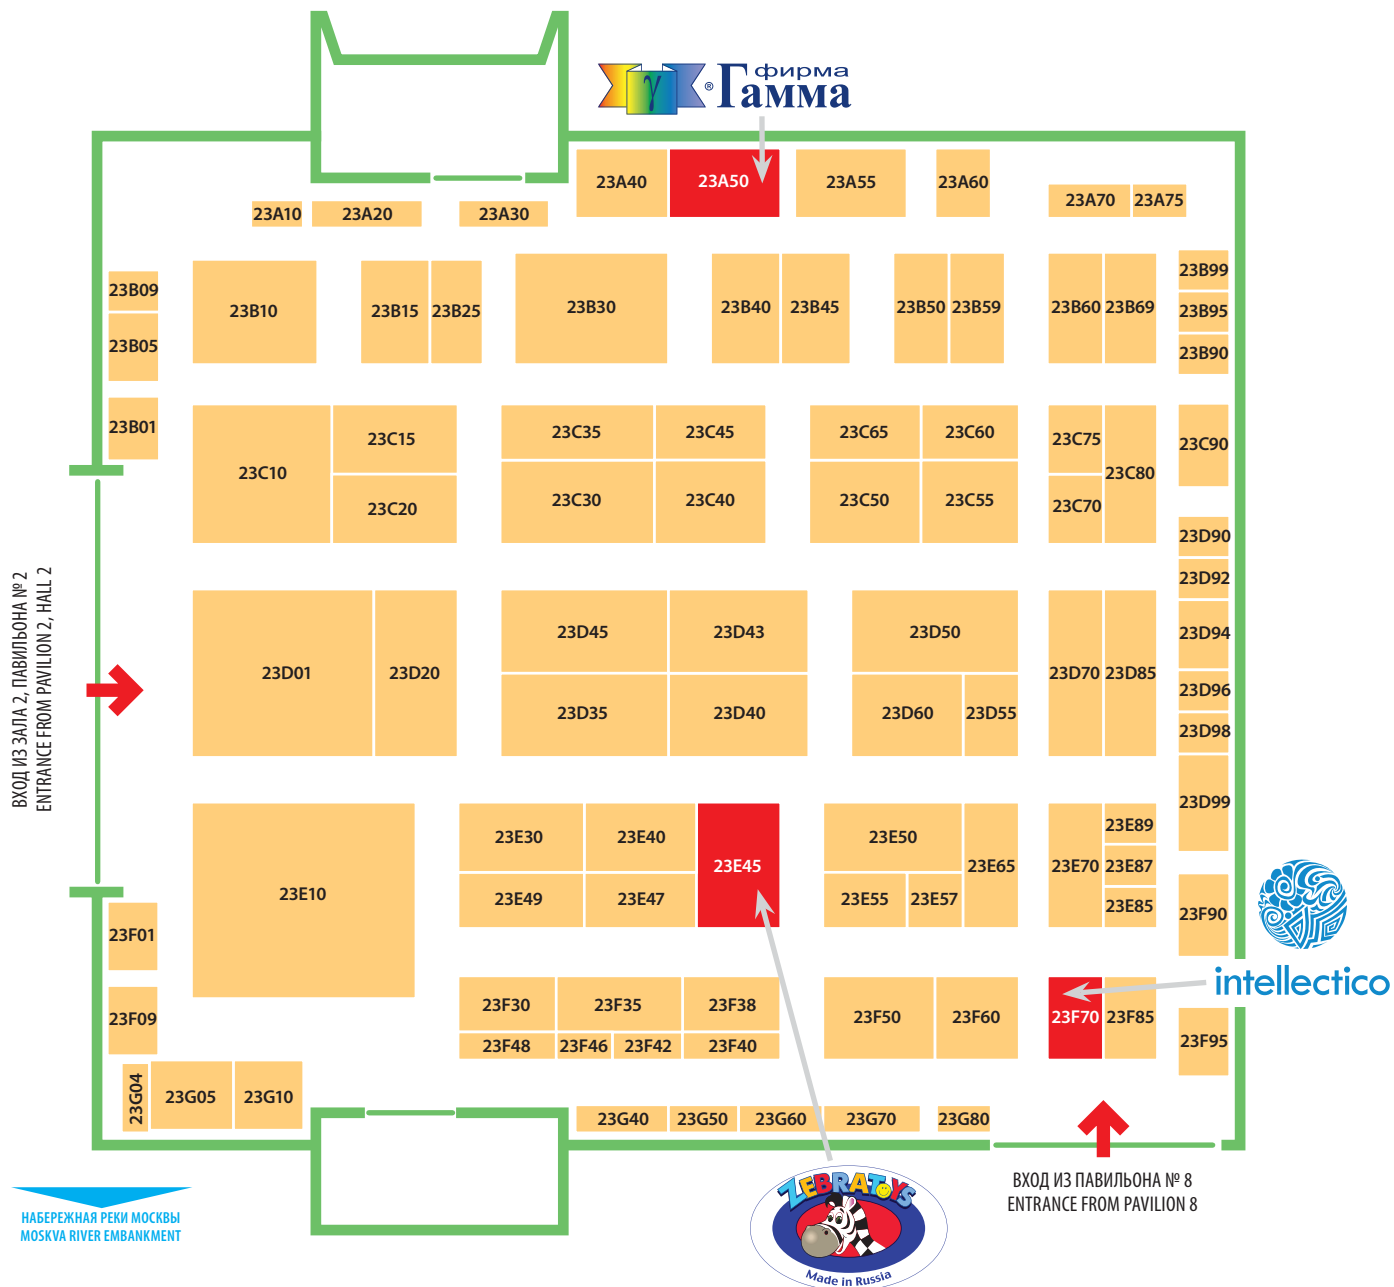 фирма
® Гамма
γ
23A40
23A50
23A55
23A60
23A70
23A75
23A10
23A20
23A30
23B09
23B05
23B01
23B10
23B15
23B25
23B30
23B40
23B45
23B50
23B59
23B60
23B69
23B99
23B95
23B90
23C10
23C15
23C20
23C35
23C45
23C30
23C40
23C65
23C60
23C50
23C55
23C75
23C70
23C80
23C90
23D90
23D92
23D94
23D96
23D98
23D99
ВХОД ИЗ ЗАЛА 2, ПАВИЛЬОНА № 2
ENTRANCE FROM PAVILION 2, HALL 2
23D01
23D20
23D45
23D43
23D35
23D40
23D50
23D60
23D55
23D70
23D85
23E10
23E30
23E40
23E45
23E49
23E47
23E50
23E55
23E57
23E65
23E70
23E89
23E87
23E85
23F01
23F09
23F90
intellectico
23F30
23F35
23F38
23F48
23F46
23F42
23F40
23F50
23F60
23F70
23F85
23F95
23G04
23G05
23G10
23G40
23G50
23G60
23G70
23G80
НАБЕРЕЖНАЯ РЕКИ МОСКВЫ
MOSKVA RIVER EMBANKMENT
ZEBRATOYS
Made in Russia
ВХОД ИЗ ПАВИЛЬОНА № 8
ENTRANCE FROM PAVILION 8